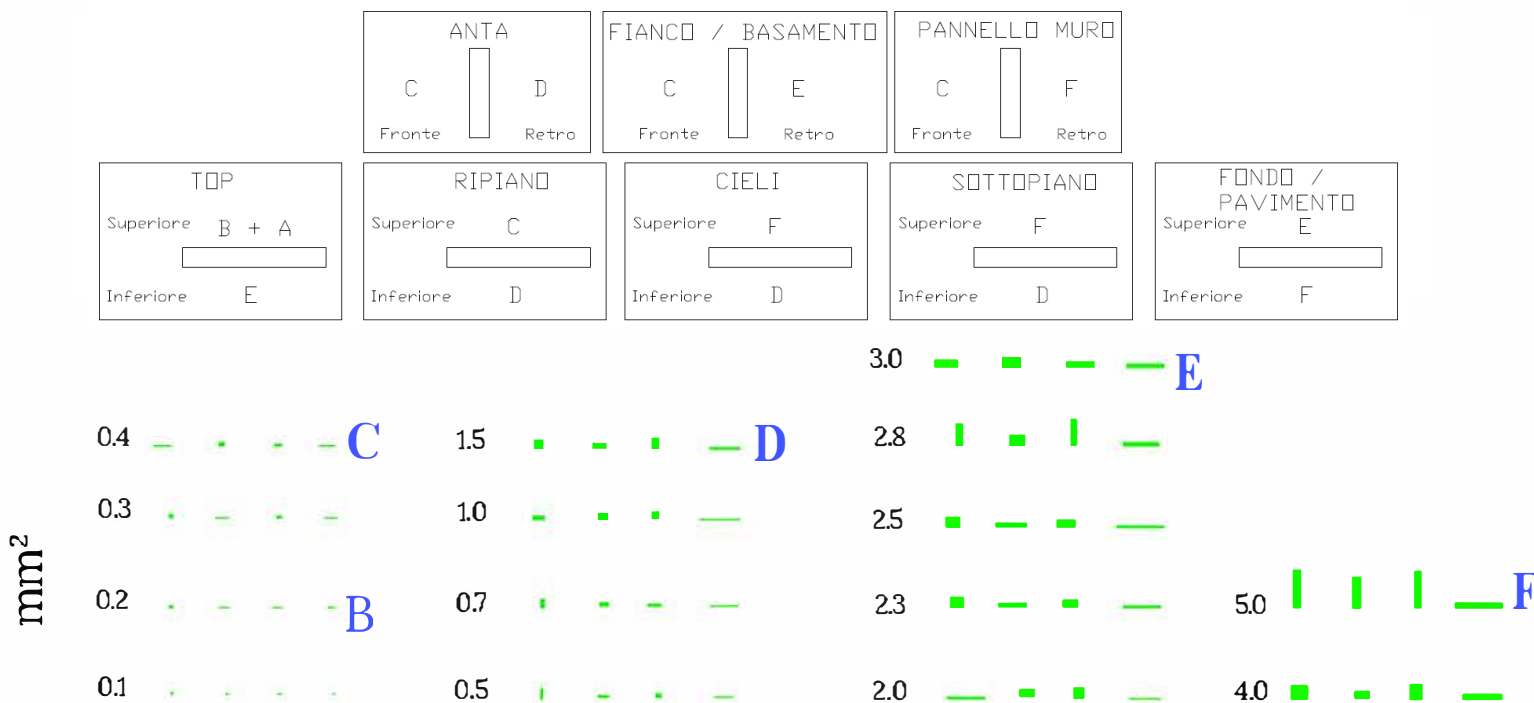 ANTA
C D
Fronte Retro
FIANCO / BASAMENTO
C E
Fronte Retro
PANNELLO MURO
C F
Fronte Retro
TOP
Superiore B + A
Inferiore E
RIPIANO
Superiore C
Inferiore D
CIELI
Superiore F
Inferiore D
SOTTOPIANO
Superiore F
Inferiore D
FONDO /
PAVIMENTO
Superiore E
Inferiore F
mm²
0.4 C
0.3
0.2 B
0.1
1.5 D
1.0
0.7
0.5
3.0 E
2.8
2.5
2.3
2.0
5.0 F
4.0